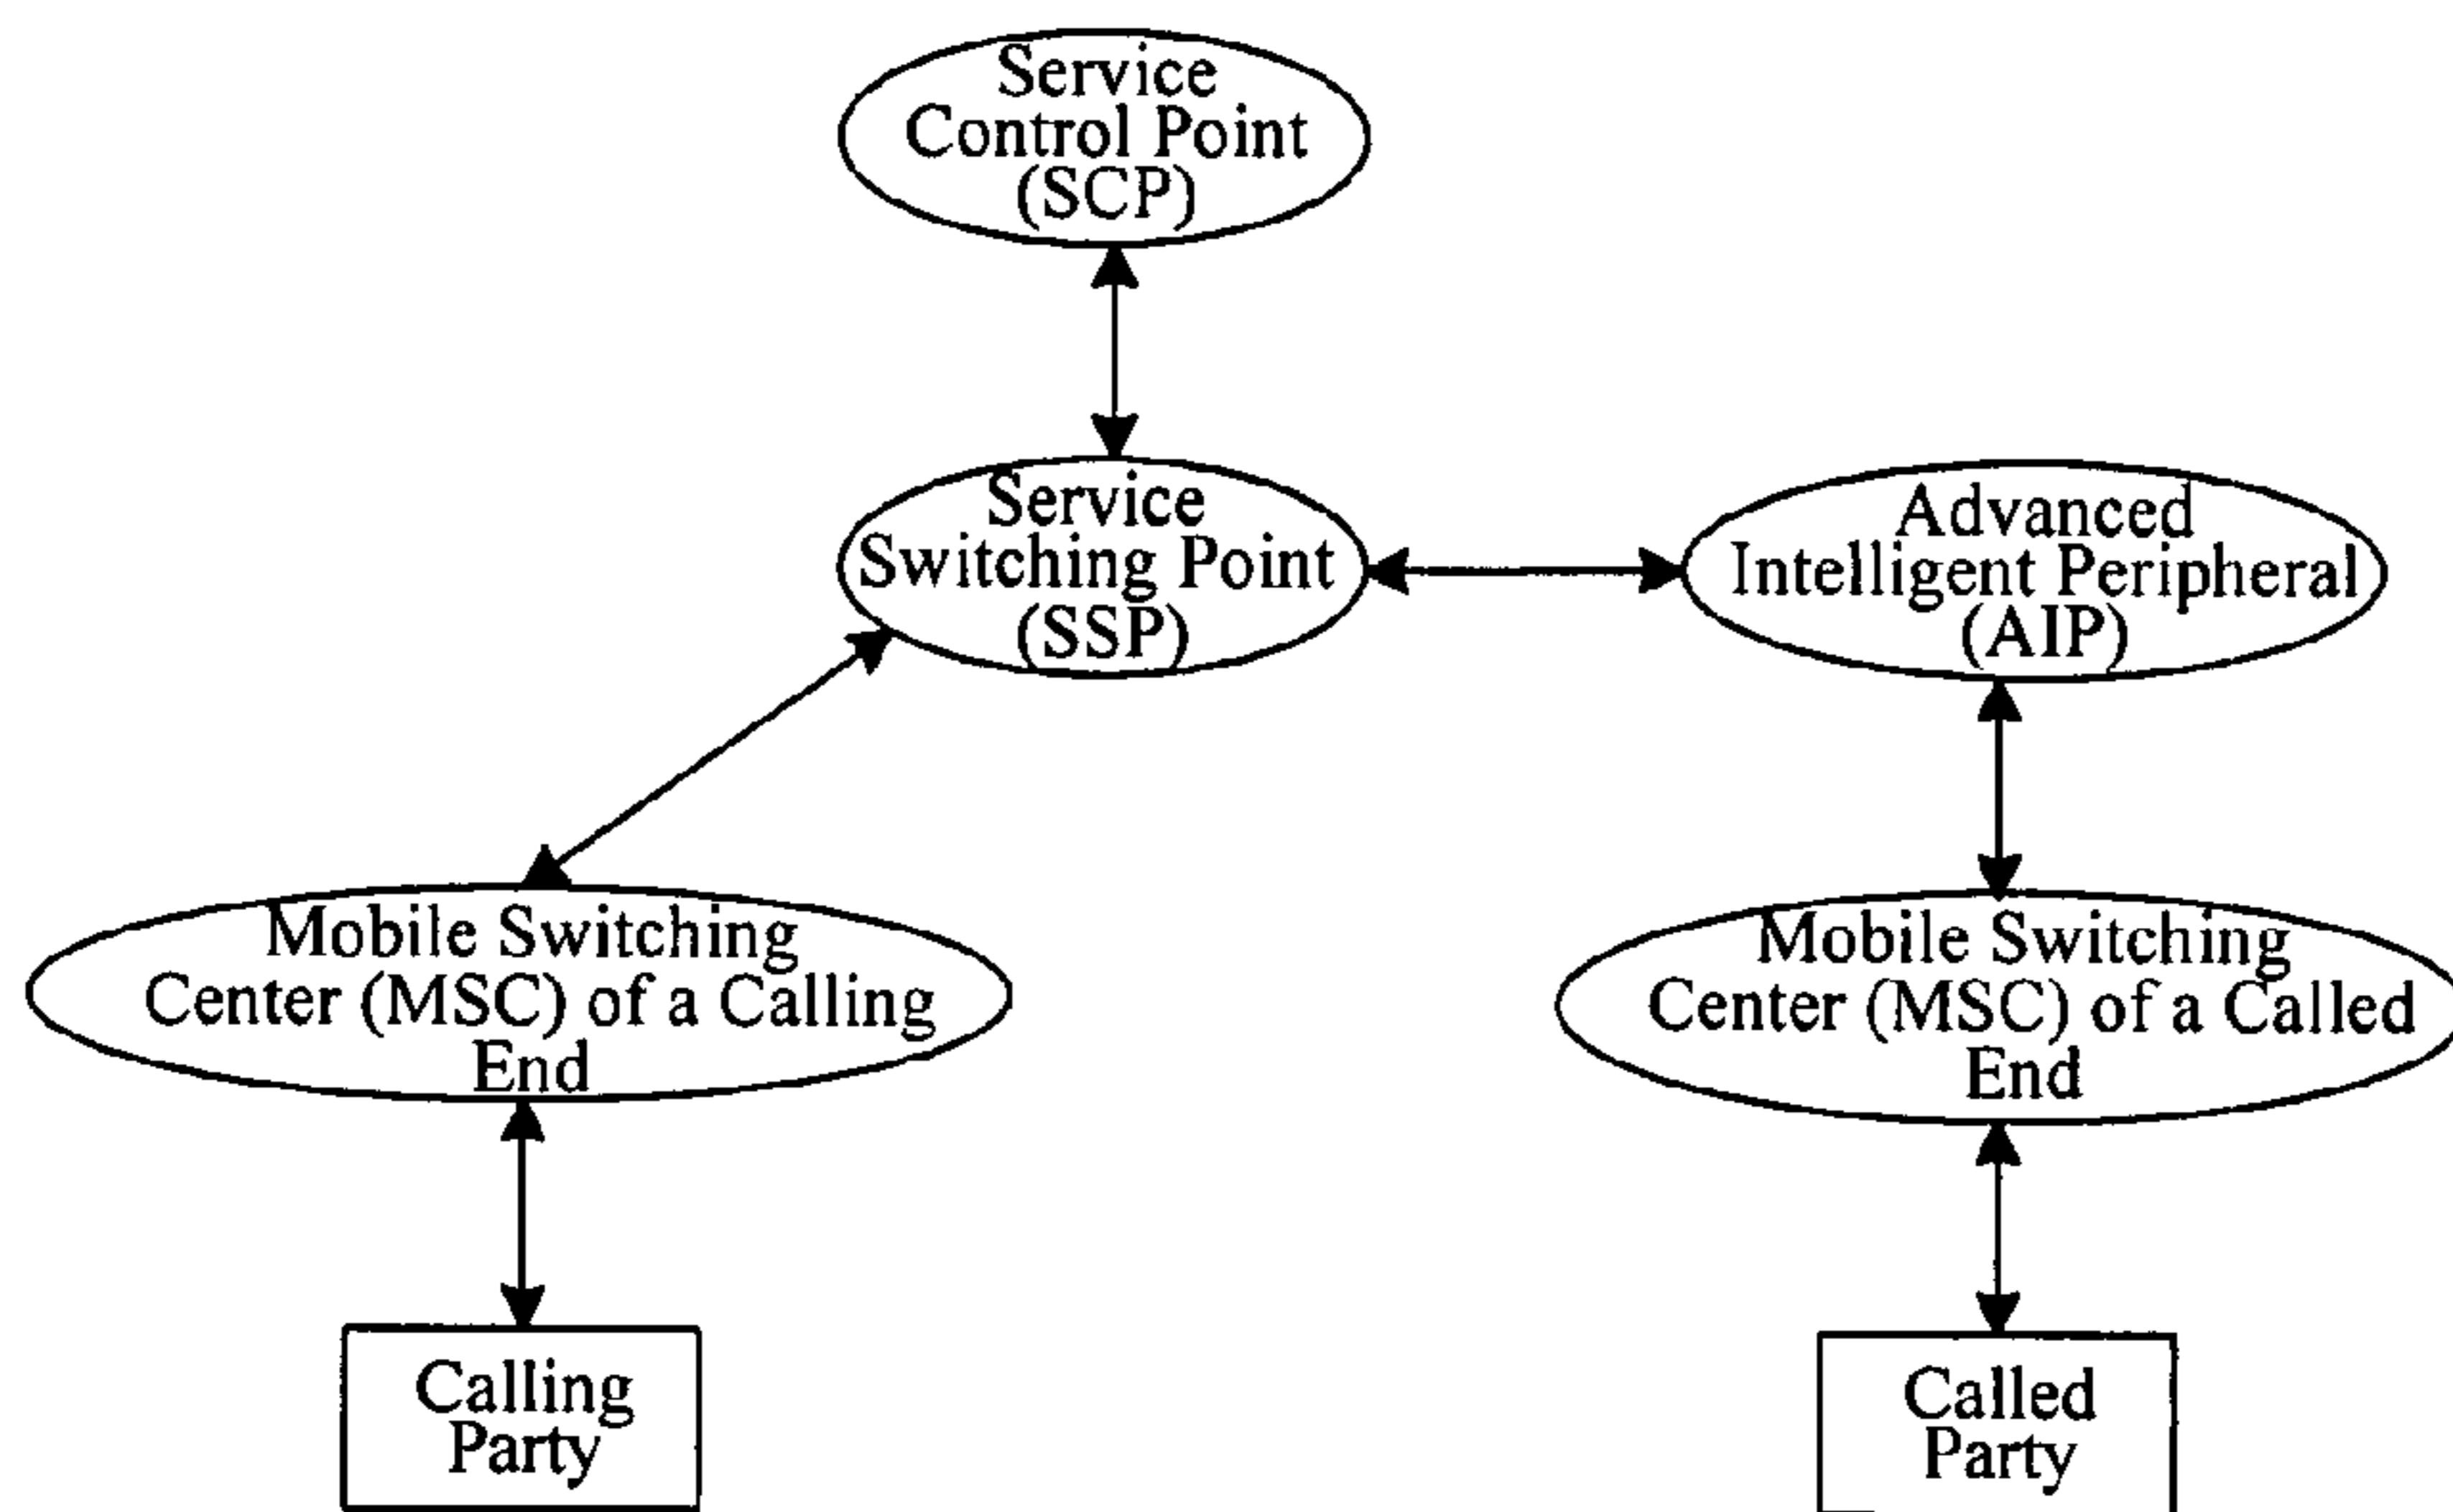 Service
Control Point
(SCP)
Service
Switching Point
(SSP)
Advanced
Intelligent Peripheral
(AIP)
Mobile Switching
Center (MSC) of a Calling
End
Mobile Switching
Center (MSC) of a Called
End
Calling
Party
Called
Party